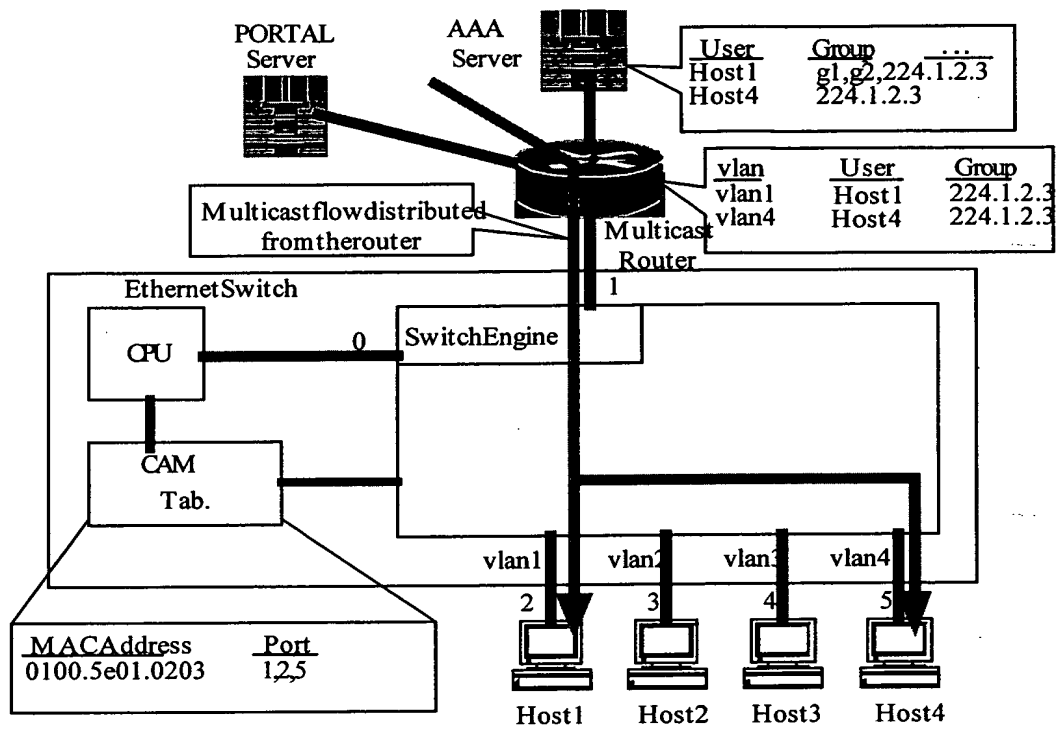 PORTAL
Server
AAA
Server
User Group ...
Host1 g1,g2,224.1.2.3
Host4 224.1.2.3
vlan User Group
vlan1 Host1 224.1.2.3
vlan4 Host4 224.1.2.3
Multicastflowdistributed
fromtherouter
Multicast
Router
1
EthernetSwitch
CPU
0
SwitchEngine
CAM
Tab.
vlan1 vlan2 vlan3 vlan4
2 3 4 5
MACAddress Port
0100.5e01.0203 1,2,5
Host1 Host2 Host3 Host4